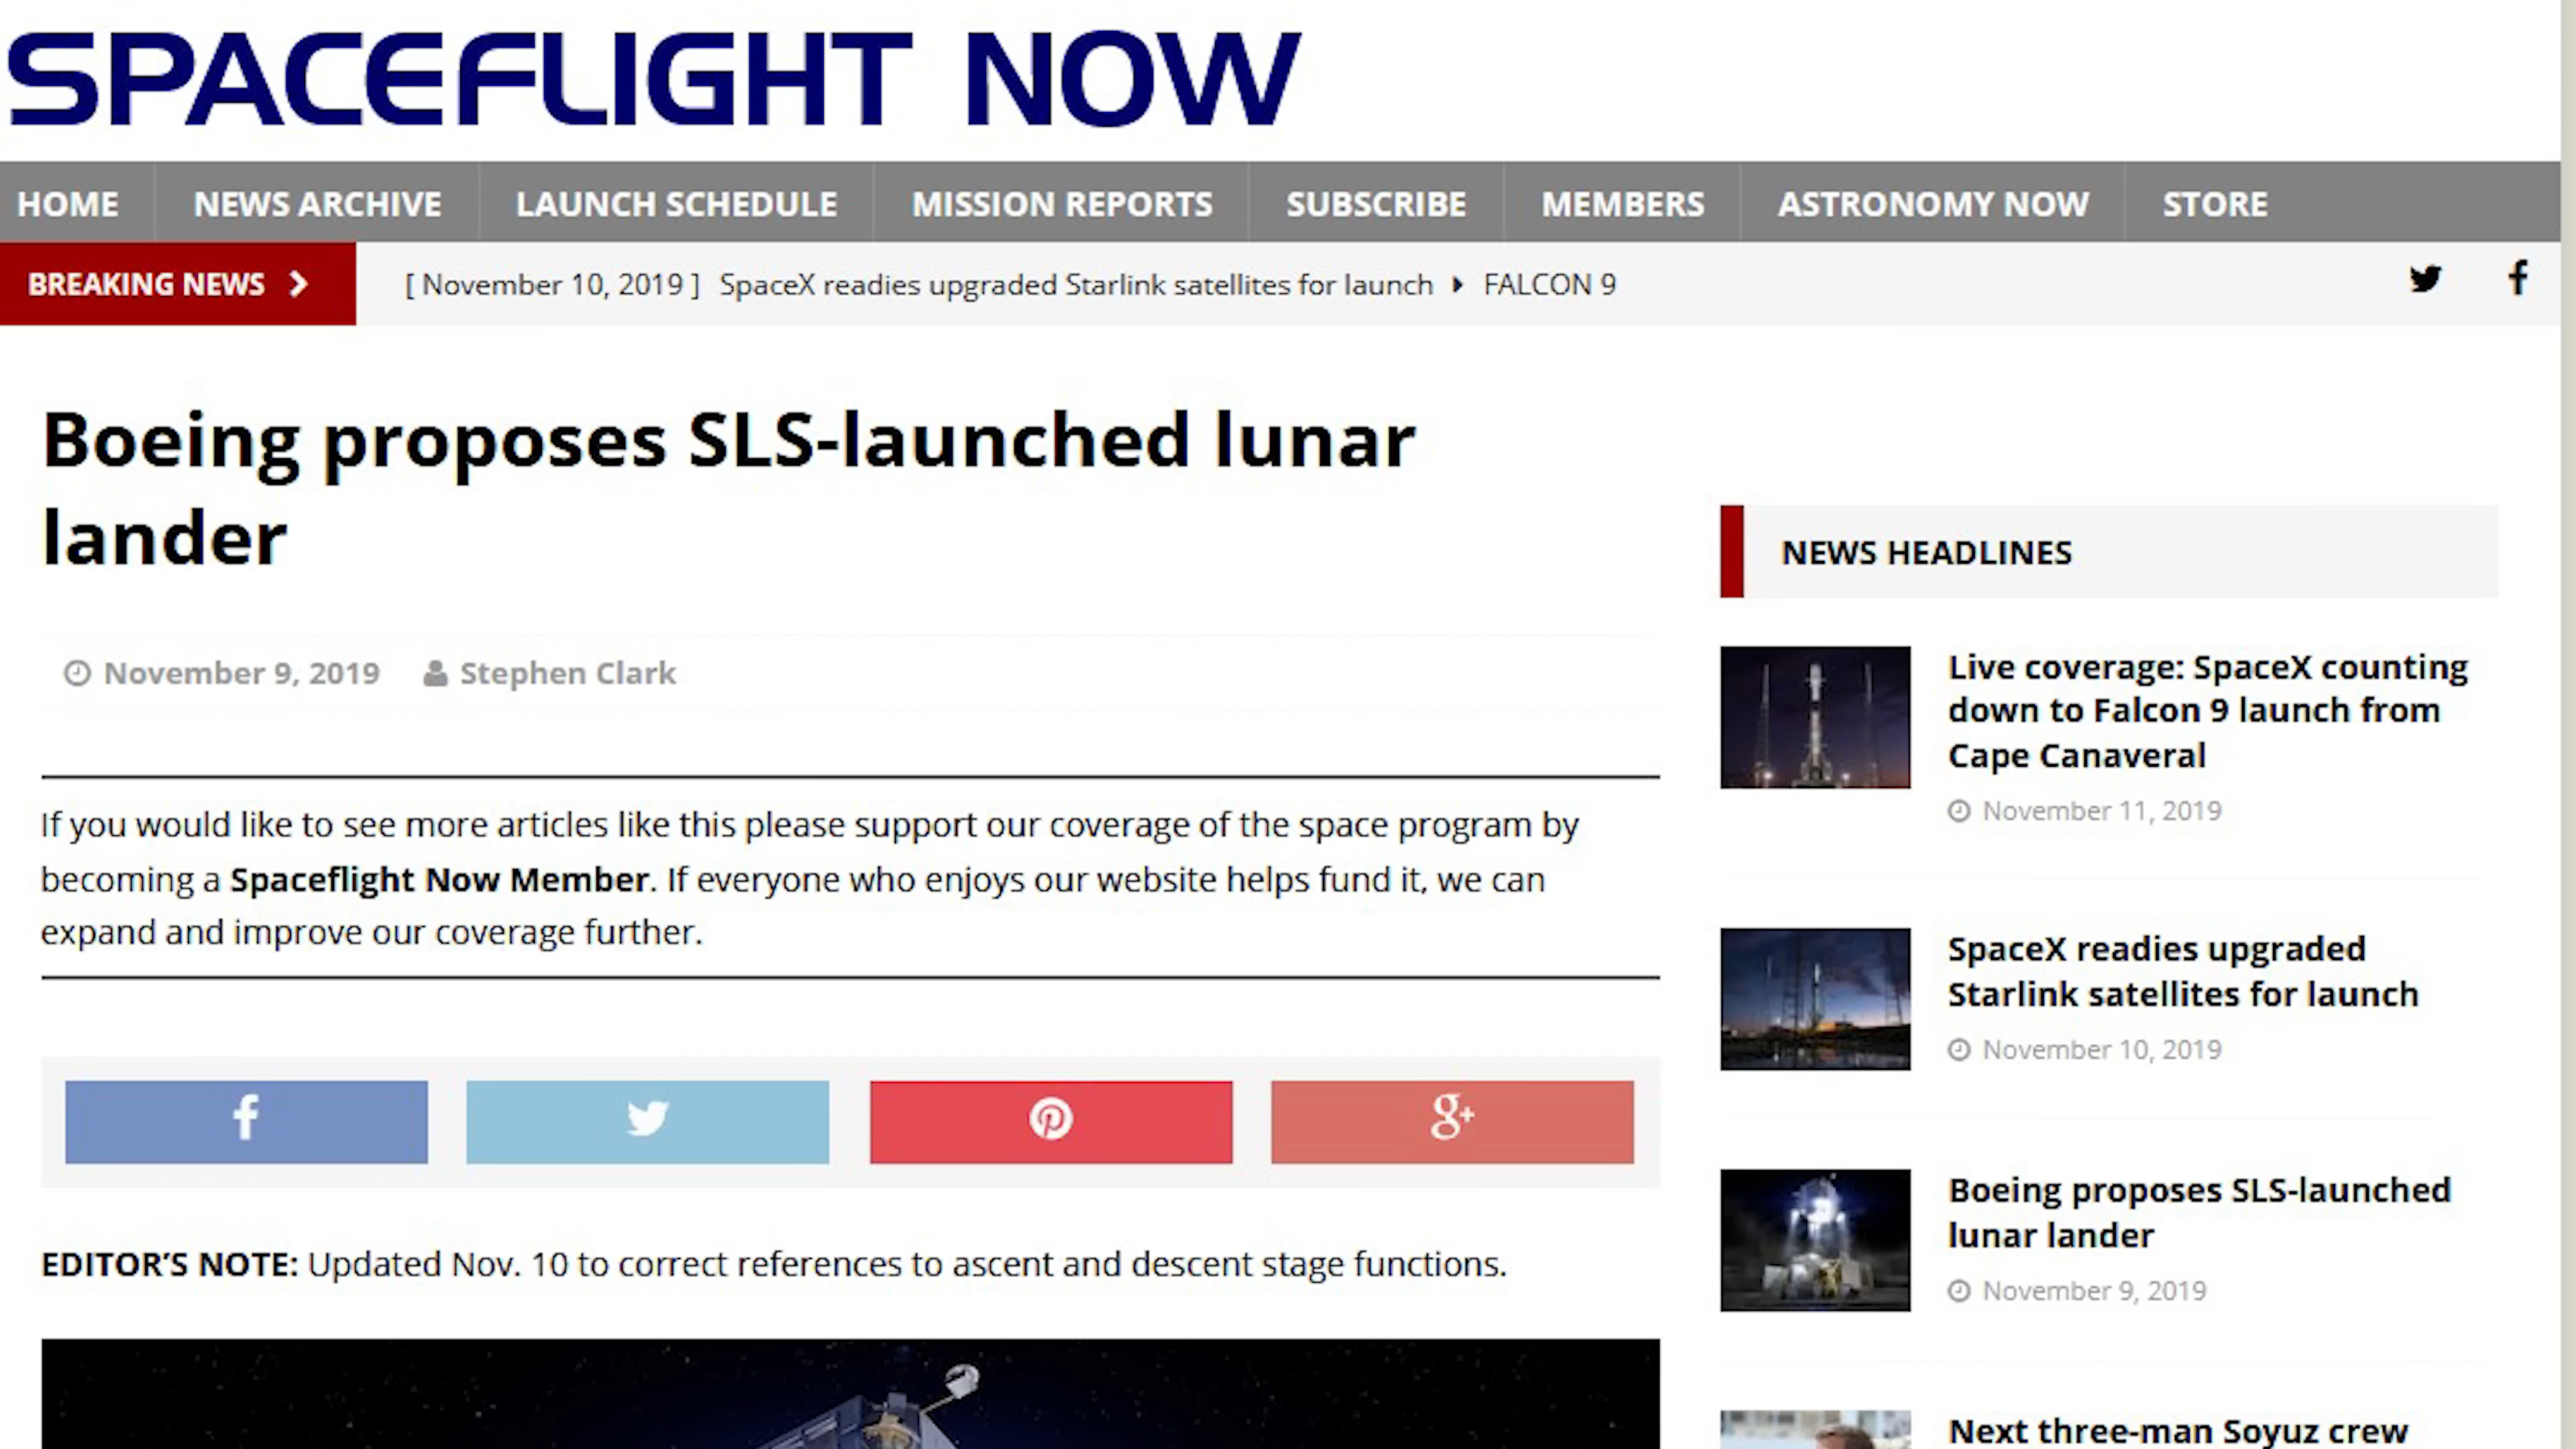 SPACEFLIGHT NOW
HOME NEWS ARCHIVE LAUNCH SCHEDULE MISSION REPORTS SUBSCRIBE MEMBERS ASTRONOMY NOW STORE
BREAKING NEWS [ November 10, 2019 ] SpaceX readies upgraded Starlink satellites for launch FALCON 9
Boeing proposes SLS-launched lunar
lander
November 9, 2019 Stephen Clark
If you would like to see more articles like this please support our coverage of the space program by
becoming a Spaceflight Now Member. If everyone who enjoys our website helps fund it, we can
expand and improve our coverage further.
g+
EDITOR'S NOTE: Updated Nov. 10 to correct references to ascent and descent stage functions.
NEWS HEADLINES
Live coverage: SpaceX counting
down to Falcon 9 launch from
Cape Canaveral
November 11, 2019
SpaceX readies upgraded
Starlink satellites for launch
November 10, 2019
Boeing proposes SLS-launched
lunar lander
November 9, 2019
Next three-man Soyuz crew